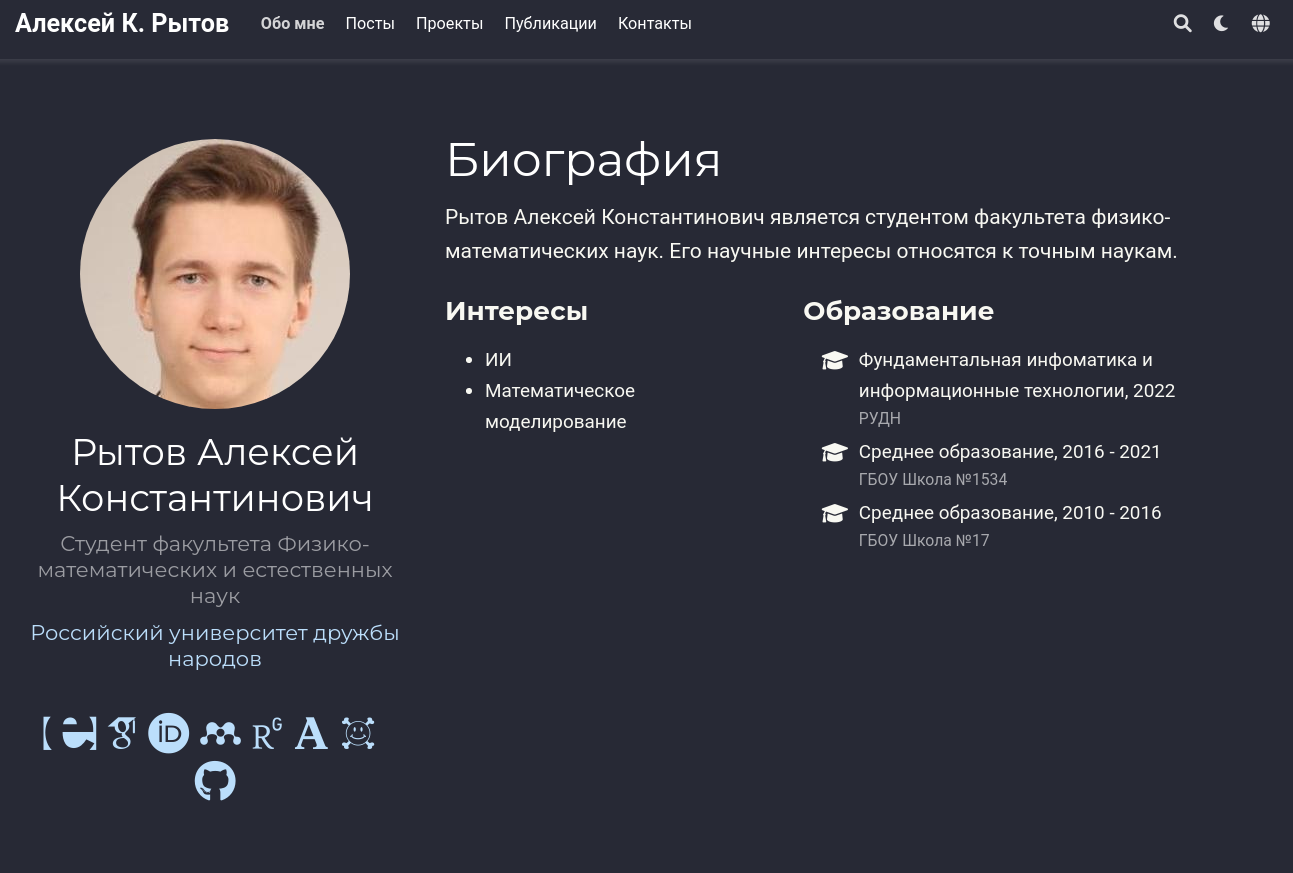 Алексей К. Рытов
Обо мне
Посты
Проекты
Публикации
Контакты
Рытов Алексей
Константинович
Студент факультета Физико-
математических и естественных
наук
Российский университет дружбы
народов
Биография
Рытов Алексей Константинович является студентом факультета физико-
математических наук. Его научные интересы относятся к точным наукам.
Интересы
ИИ
Математическое
моделирование
Образование
Фундаментальная инфоматика и
информационные технологии, 2022
РУДН
Среднее образование, 2016 - 2021
ГБОУ Школа №1534
Среднее образование, 2010 - 2016
ГБОУ Школа №17